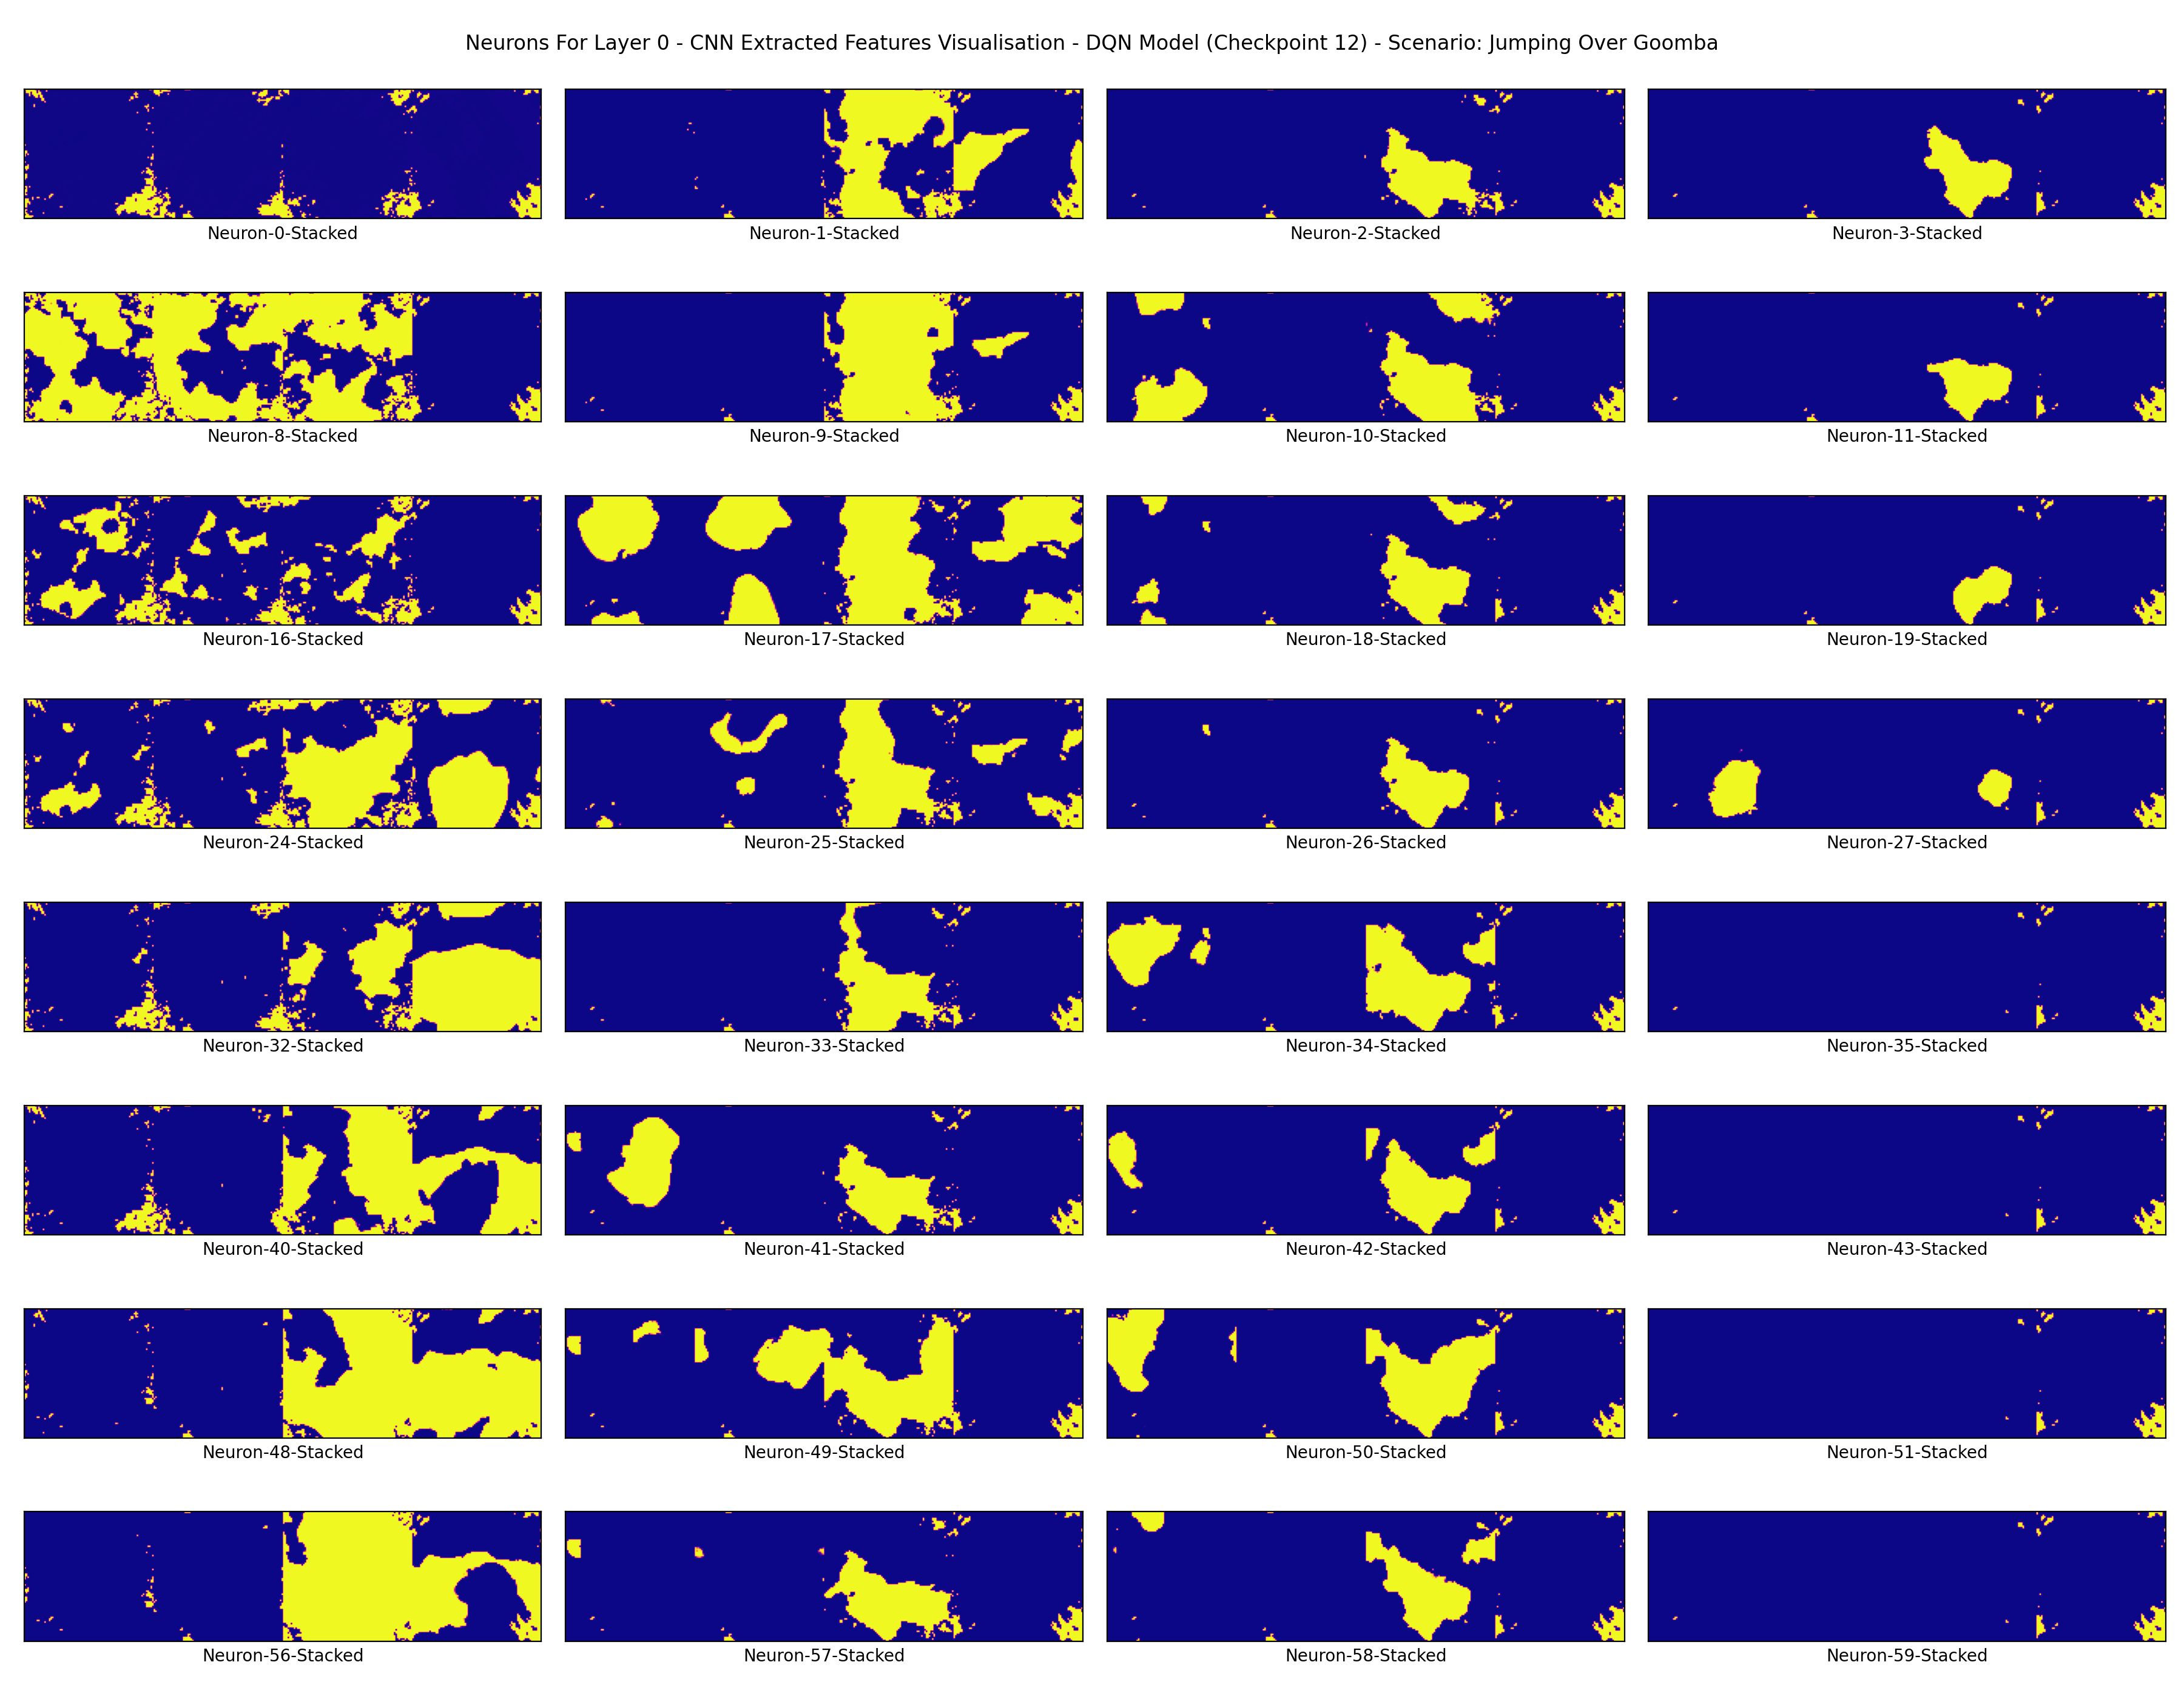 Neurons For Layer 0 - CNN Extracted Features Visualisation - DQN Model (Checkpoint 12) - Scenario: Jumping Over Goomba
Neuron-0-Stacked
Neuron-1-Stacked
Neuron-2-Stacked
Neuron-3-Stacked
Neuron-8-Stacked
Neuron-9-Stacked
Neuron-10-Stacked
Neuron-11-Stacked
Neuron-16-Stacked
Neuron-17-Stacked
Neuron-18-Stacked
Neuron-19-Stacked
Neuron-24-Stacked
Neuron-25-Stacked
Neuron-26-Stacked
Neuron-27-Stacked
Neuron-32-Stacked
Neuron-33-Stacked
Neuron-34-Stacked
Neuron-35-Stacked
Neuron-40-Stacked
Neuron-41-Stacked
Neuron-42-Stacked
Neuron-43-Stacked
Neuron-48-Stacked
Neuron-49-Stacked
Neuron-50-Stacked
Neuron-51-Stacked
Neuron-56-Stacked
Neuron-57-Stacked
Neuron-58-Stacked
Neuron-59-Stacked